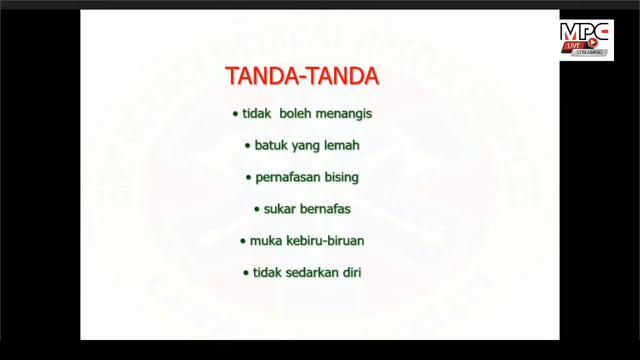 MPC
LIVE
STREAMING
TANDA-TANDA
• tidak boleh menangis
• batuk yang lemah
• pernafasan bising
• sukar bernafas
• muka kebiru-biruan
• tidak sedarkan diri